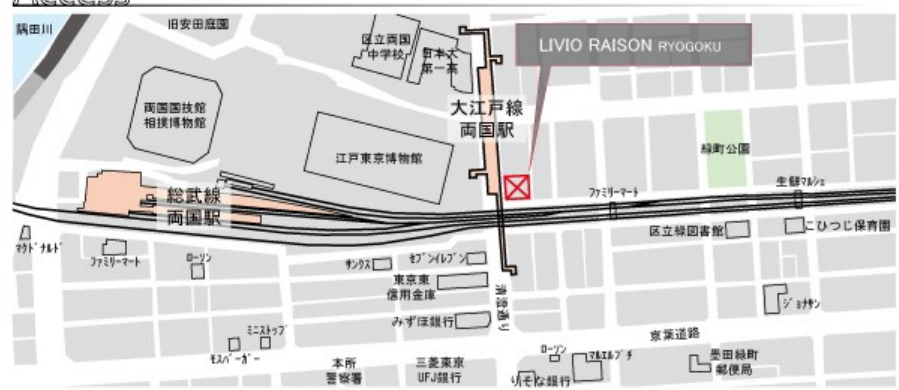 Access
隅田川
旧安田庭園
区立両国
中学校
日本大
第一高
LIVIO RAISON RYOGOKU
両国国技館
相撲博物館
大江戸線
両国駅
江戸東京博物館
緑町公園
総武線
両国駅
ファミリーマート
生鮮マルシェ
区立緑図書館
こひつじ保育園
マクドナルド
ファミリーマート
ローソン
サンクス
セブンイレブン
東京東
信用金庫
清澄通り
ジョナサン
みずほ銀行
京葉道路
ミニストップ
モスバーガー
本所
警察署
三菱東京
UFJ銀行
ローソン
マルエツプチ
りそな銀行
墨田緑町
郵便局